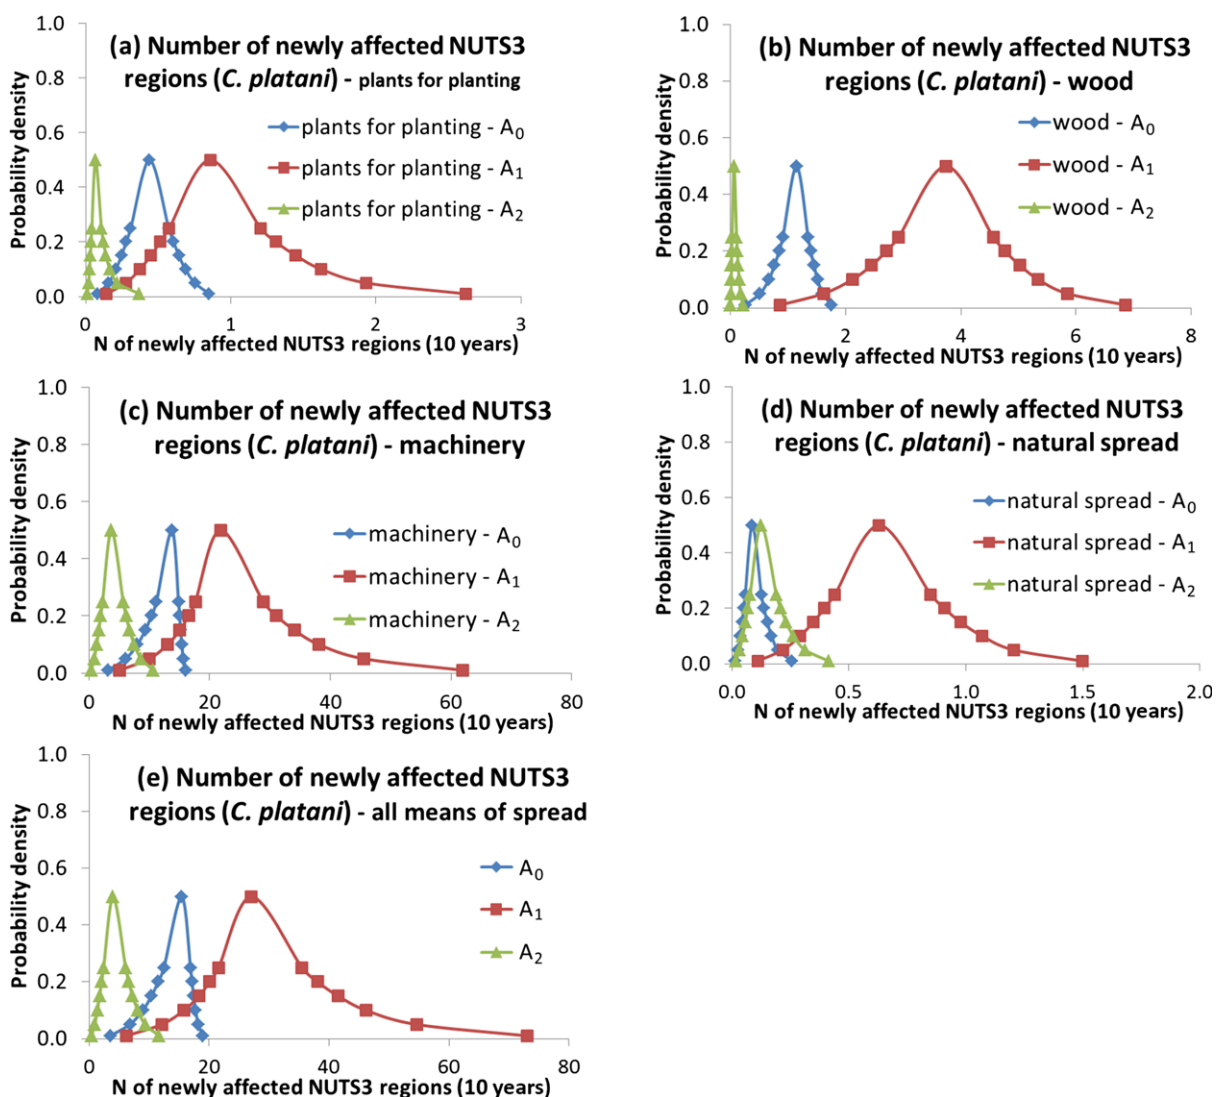 (a) Number of newly affected NUTS3
regions (C. platani) - plants for planting
Probability density
1.0
0.8
0.6
0.4
0.2
0.0
plants for planting - A0
plants for planting - A1
plants for planting - A2
0 1 2 3
N of newly affected NUTS3 regions (10 years)
(b) Number of newly affected NUTS3
regions (C. platani) - wood
Probability density
1.0
0.8
0.6
0.4
0.2
0.0
wood - A0
wood - A1
wood - A2
0 2 4 6 8
N of newly affected NUTS3 regions (10 years)
(c) Number of newly affected NUTS3
regions (C. platani) - machinery
Probability density
1.0
0.8
0.6
0.4
0.2
0.0
machinery - A0
machinery - A1
machinery - A2
0 20 40 60 80
N of newly affected NUTS3 regions (10 years)
(d) Number of newly affected NUTS3
regions (C. platani) - natural spread
Probability density
1.0
0.8
0.6
0.4
0.2
0.0
natural spread - A0
natural spread - A1
natural spread - A2
0.0 0.5 1.0 1.5 2.0
N of newly affected NUTS3 regions (10 years)
(e) Number of newly affected NUTS3
regions (C. platani) - all means of spread
Probability density
1.0
0.8
0.6
0.4
0.2
0.0
A0
A1
A2
0 20 40 60 80
N of newly affected NUTS3 regions (10 years)